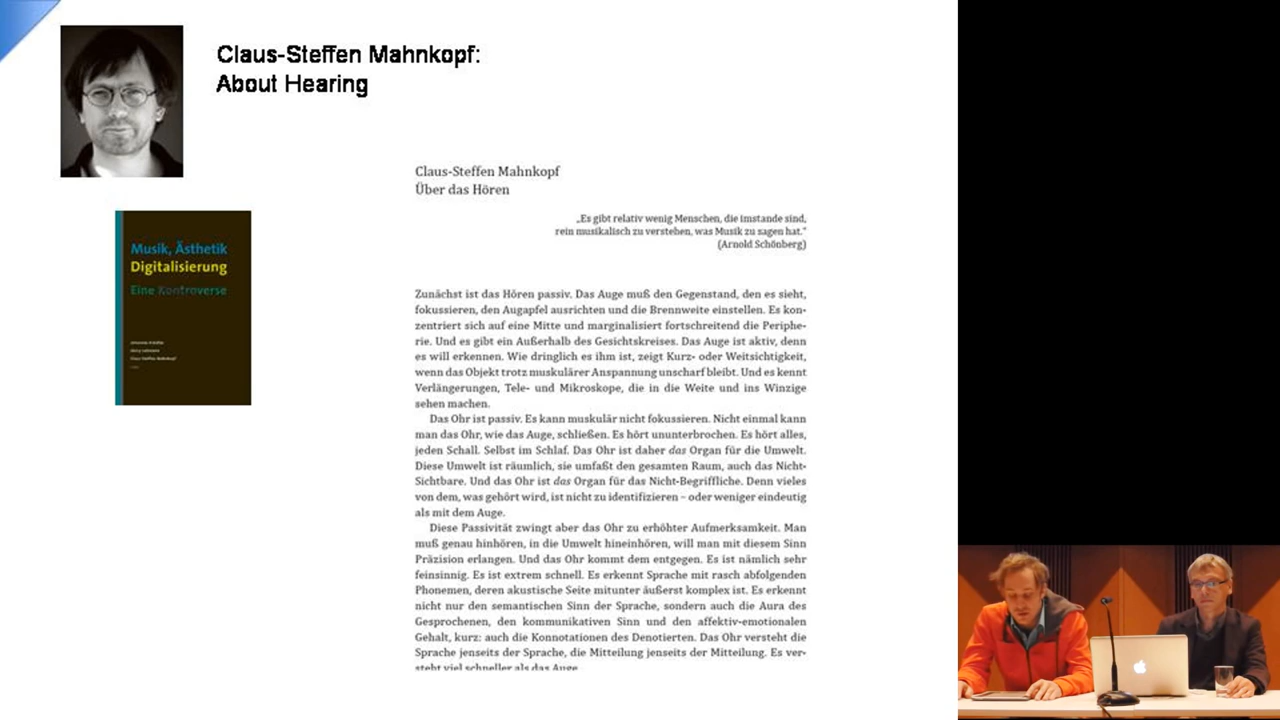 Claus-Steffen Mahnkopf:
About Hearing
Musik, Ästhetik
Digitalisierung
Eine Kontroverse
Johannes Kreidler
Harry Lehmann
Claus-Steffen Mahnkopf
Claus-Steffen Mahnkopf
Über das Hören
„Es gibt relativ wenig Menschen, die imstande sind,
rein musikalisch zu verstehen, was Musik zu sagen hat.“
(Arnold Schönberg)
Zunächst ist das Hören passiv. Das Auge muß den Gegenstand, den es sieht,
fokussieren, den Augapfel ausrichten und die Brennweite einstellen. Es kon-
zentriert sich auf eine Mitte und marginalisiert fortschreitend die Periphe-
rie. Und es gibt ein Außerhalb des Gesichtskreises. Das Auge ist aktiv, denn
es will erkennen. Wie dringlich es ihm ist, zeigt Kurz- oder Weitsichtigkeit,
wenn das Objekt trotz muskulärer Anspannung unscharf bleibt. Und es kennt
Verlängerungen, Tele- und Mikroskope, die in die Weite und ins Winzige
sehen machen.
Das Ohr ist passiv. Es kann muskulär nicht fokussieren. Nicht einmal kann
man das Ohr, wie das Auge, schließen. Es hört ununterbrochen. Es hört alles,
jeden Schall. Selbst im Schlaf. Das Ohr ist daher das Organ für die Umwelt.
Diese Umwelt ist räumlich, sie umfaßt den gesamten Raum, auch das Nicht-
Sichtbare. Und das Ohr ist das Organ für das Nicht-Begriffliche. Denn vieles
von dem, was gehört wird, ist nicht zu identifizieren – oder weniger eindeutig
als mit dem Auge.
Diese Passivität zwingt aber das Ohr zu erhöhter Aufmerksamkeit. Man
muß genau hinhören, in die Umwelt hineinhören, will man mit diesem Sinn
Präzision erlangen. Und das Ohr kommt dem entgegen. Es ist nämlich sehr
feinsinnig. Es ist extrem schnell. Es erkennt Sprache mit rasch abfolgenden
Phonemen, deren akustische Seite mitunter äußerst komplex ist. Es erkennt
nicht nur den semantischen Sinn der Sprache, sondern auch die Aura des
Gesprochenen, den kommunikativen Sinn und den affektiv-emotionalen
Gehalt, kurz: auch die Konnotationen des Denotierten. Das Ohr versteht die
Sprache jenseits der Sprache, die Mitteilung jenseits der Mitteilung. Es ver-
steht viel schneller als das Auge